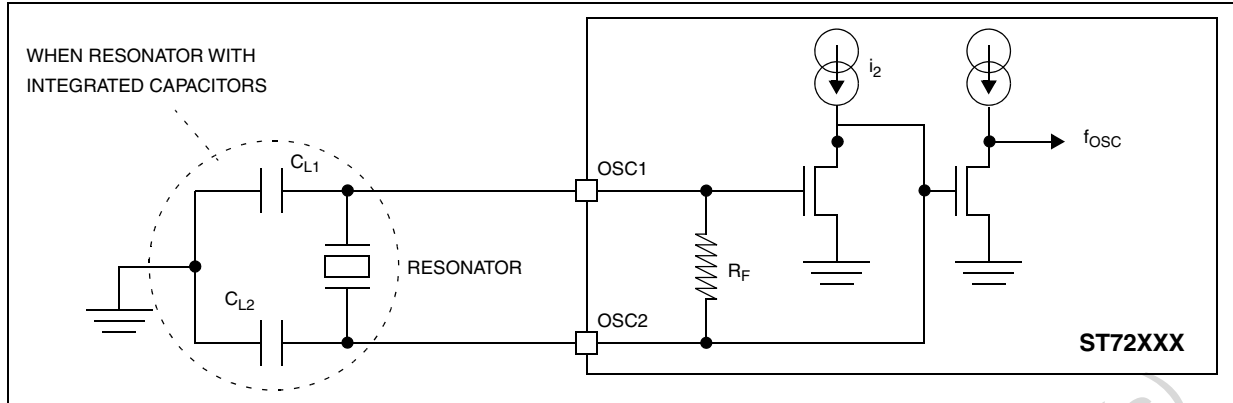 WHEN RESONATOR WITH
INTEGRATED CAPACITORS
i2
fOSC
CL1
OSC1
RESONATOR
RF
CL2
OSC2
ST72XXX